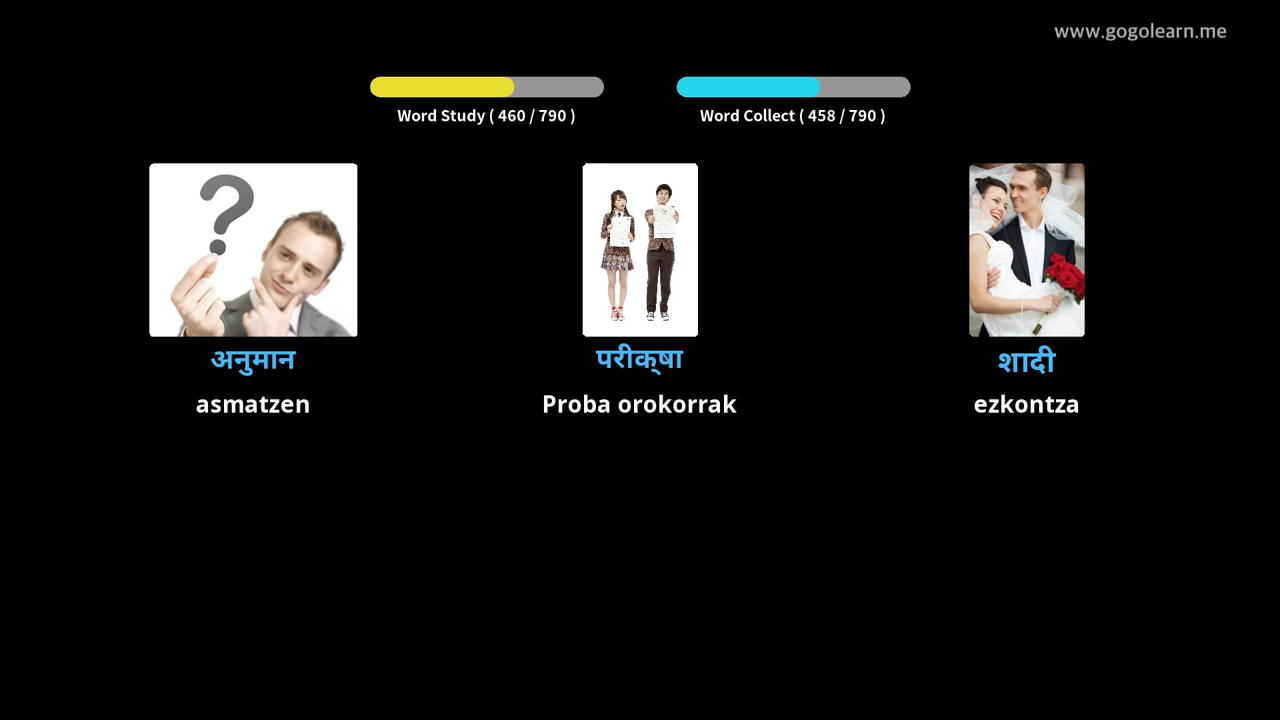 www.gogolearn.me
Word Study ( 460 / 790 )
Word Collect ( 458 / 790 )
अनुमान
परीक्षा
शादी
asmatzen
Proba orokorrak
ezkontza